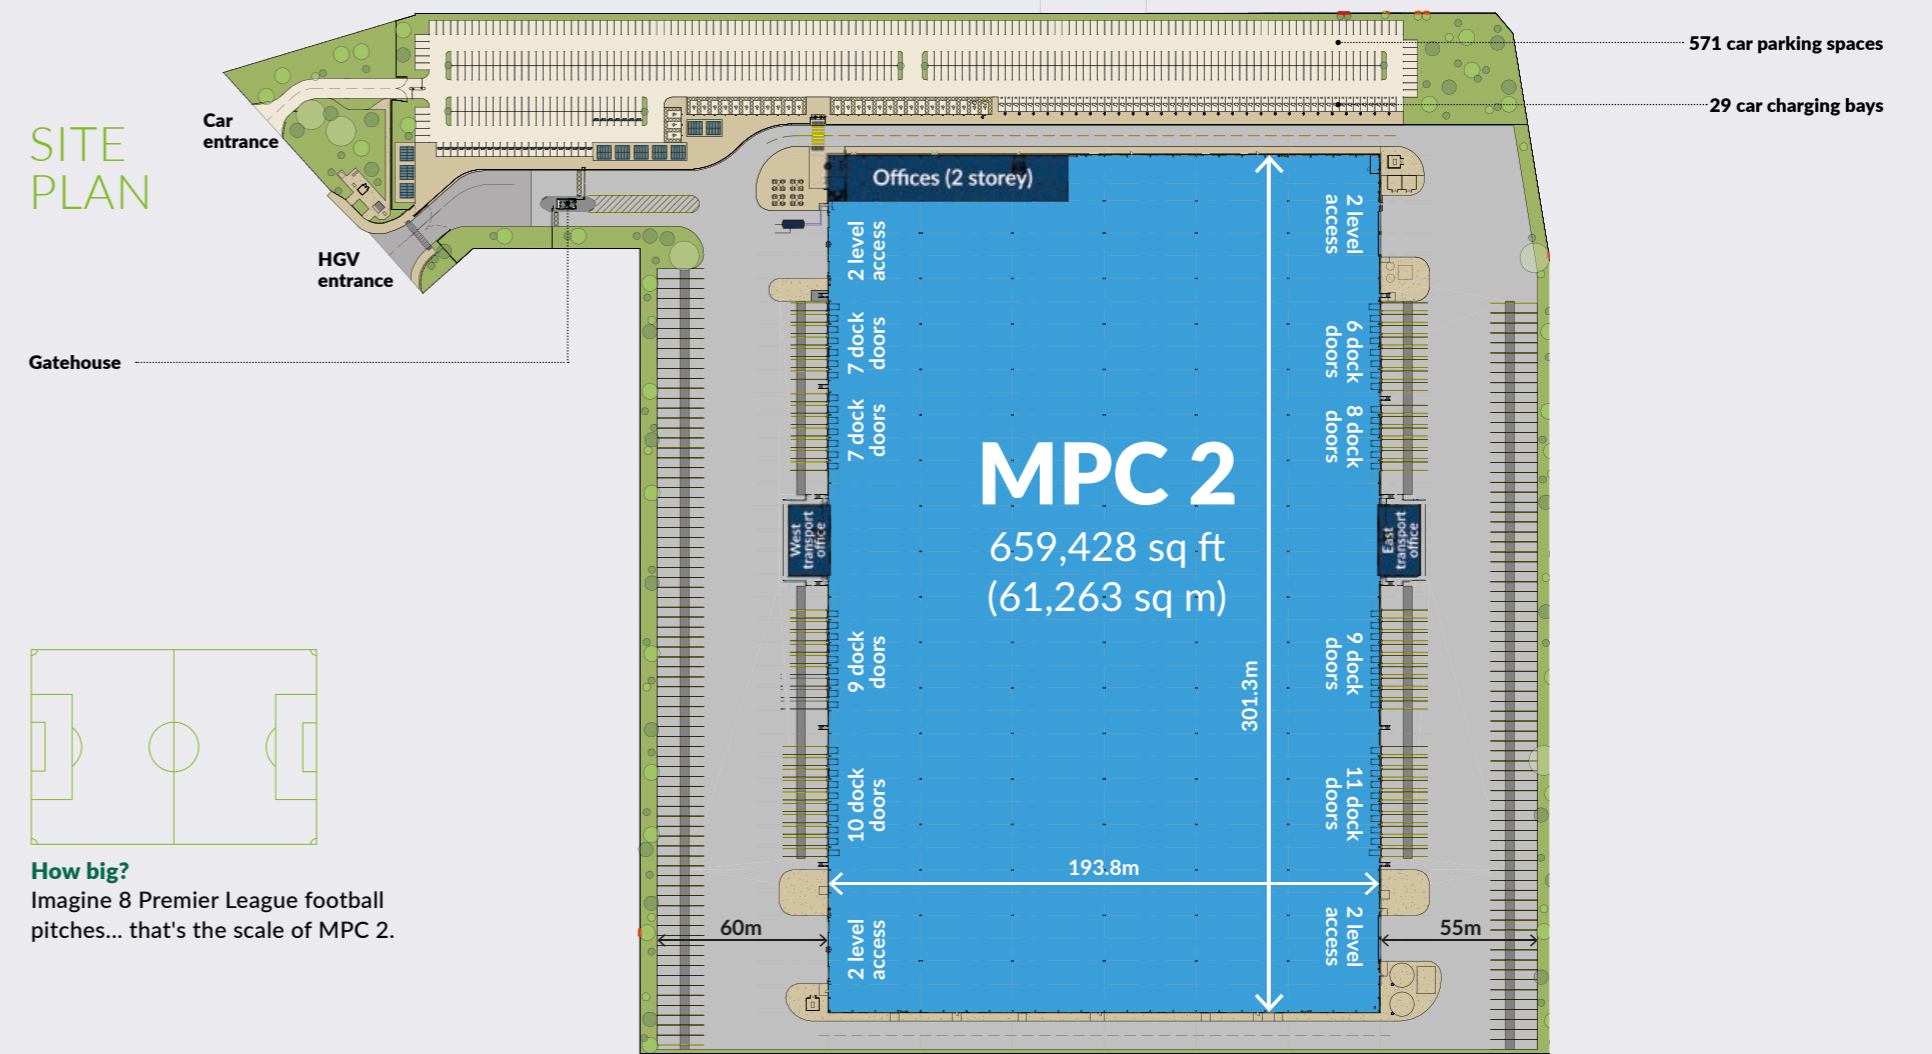 571 car parking spaces
29 car charging bays
SITE
PLAN
Car
entrance
HGV
entrance
Gatehouse
Offices (2 storey)
2 level
access
7 dock
doors
7 dock
doors
West
transport
office
9 dock
doors
10 dock
doors
2 level
access
MPC 2
659,428 sq ft
(61,263 sq m)
301.3m
193.8m
2 level
access
6 dock
doors
8 dock
doors
East
transport
office
9 dock
doors
11 dock
doors
2 level
access
60m
55m
How big?
Imagine 8 Premier League football
pitches... that's the scale of MPC 2.